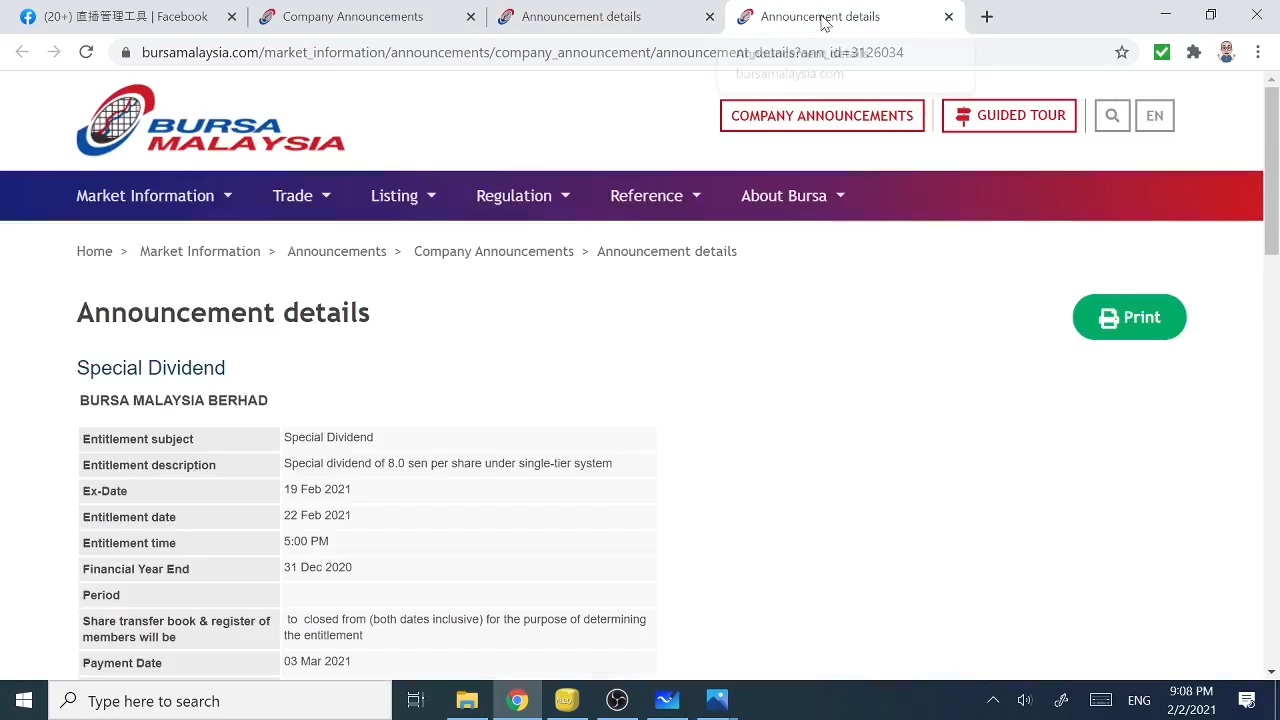 (20+) 直播管理工具 | Facebook
Company Announcements
Announcement details
Announcement details
bursamalaysia.com/market_information/announcements/company_announcement/announcement_details?ann_id=3126034
bursamalaysia.com
BURSA
MALAYSIA
COMPANY ANNOUNCEMENTS
GUIDED TOUR
EN
Market Information
Trade
Listing
Regulation
Reference
About Bursa
Home > Market Information > Announcements > Company Announcements > Announcement details
Announcement details
Print
Special Dividend
BURSA MALAYSIA BERHAD
Entitlement subject Special Dividend
Entitlement description Special dividend of 8.0 sen per share under single-tier system
Ex-Date 19 Feb 2021
Entitlement date 22 Feb 2021
Entitlement time 5:00 PM
Financial Year End 31 Dec 2020
Period
Share transfer book & register of members will be
to closed from (both dates inclusive) for the purpose of determining the entitlement
Payment Date 03 Mar 2021
Type here to search
ENG
9:08 PM
2/2/2021